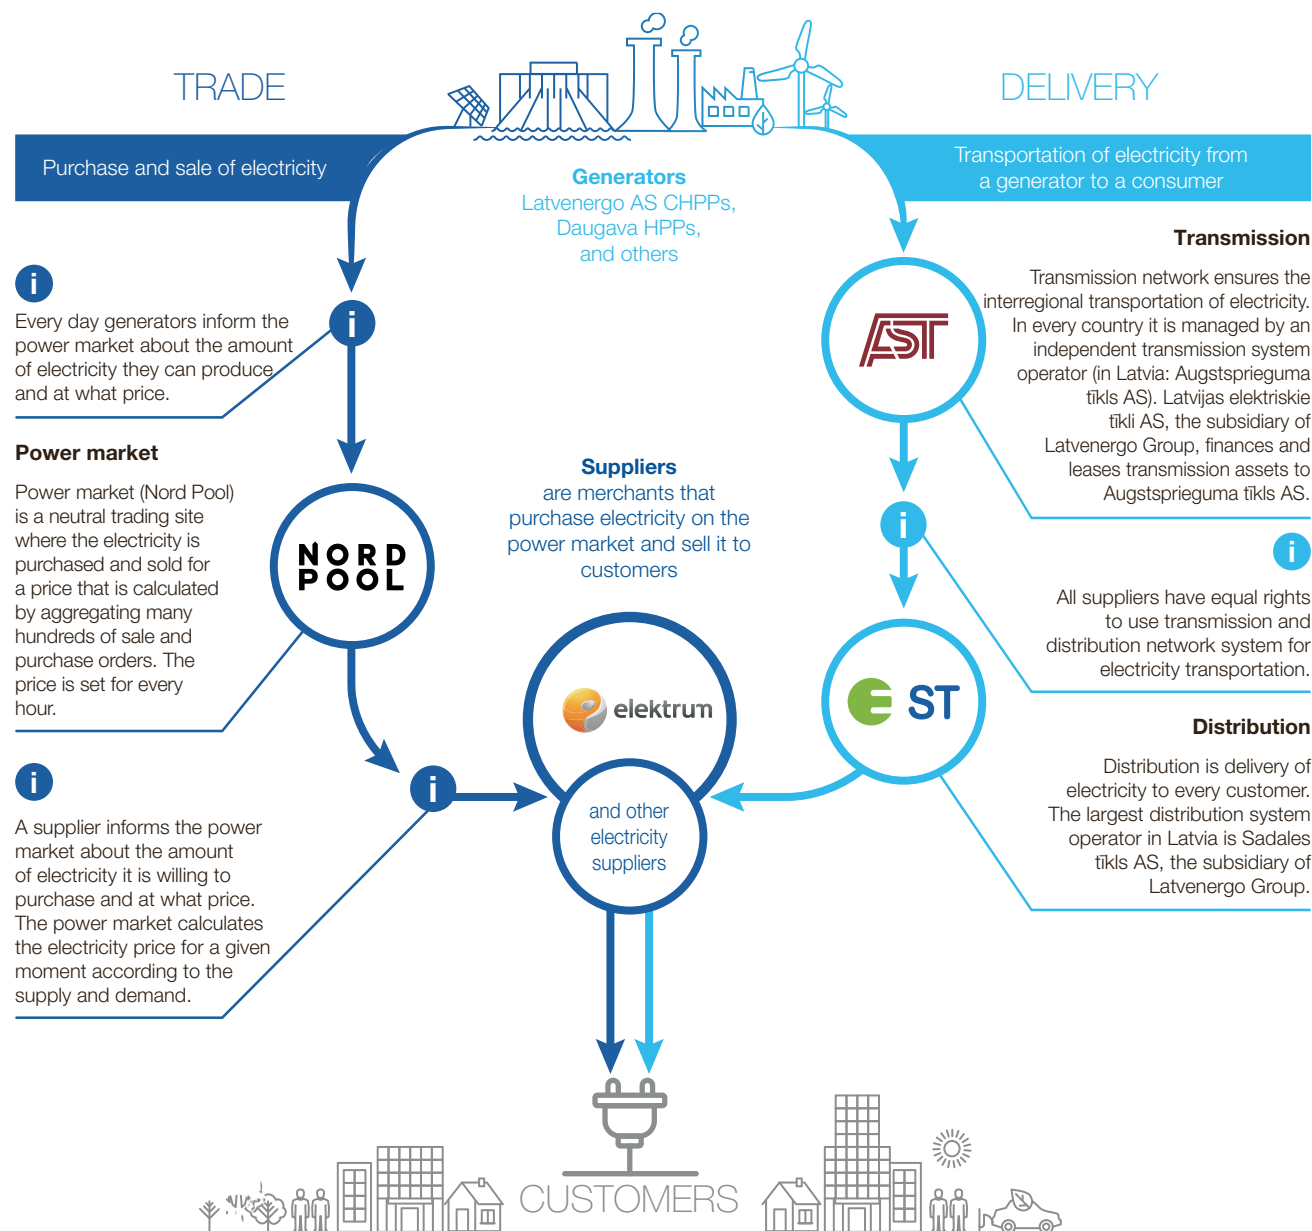 TRADE
DELIVERY
Purchase and sale of electricity
Transportation of electricity from
a generator to a consumer
Generators
Latvenergo AS CHPPs,
Daugava HPPs,
and others
i
Every day generators inform the
power market about the amount
of electricity they can produce
and at what price.
i
Power market
Power market (Nord Pool)
is a neutral trading site
where the electricity is
purchased and sold for
a price that is calculated
by aggregating many
hundreds of sale and
purchase orders. The
price is set for every
hour.
NORD
POOL
i
A supplier informs the power
market about the amount
of electricity it is willing to
purchase and at what price.
The power market calculates
the electricity price for a given
moment according to the
supply and demand.
i
Suppliers
are merchants that
purchase electricity on the
power market and sell it to
customers
elektrum
and other
electricity
suppliers
Transmission
Transmission network ensures the
interregional transportation of electricity.
In every country it is managed by an
independent transmission system
operator (in Latvia: Augstsprieguma
tīkls AS). Latvijas elektriskie
tīkli AS, the subsidiary of
Latvenergo Group, finances and
leases transmission assets to
Augstsprieguma tīkls AS.
AST
i
i
All suppliers have equal rights
to use transmission and
distribution network system for
electricity transportation.
ST
Distribution
Distribution is delivery of
electricity to every customer.
The largest distribution system
operator in Latvia is Sadales
tīkls AS, the subsidiary of
Latvenergo Group.
CUSTOMERS